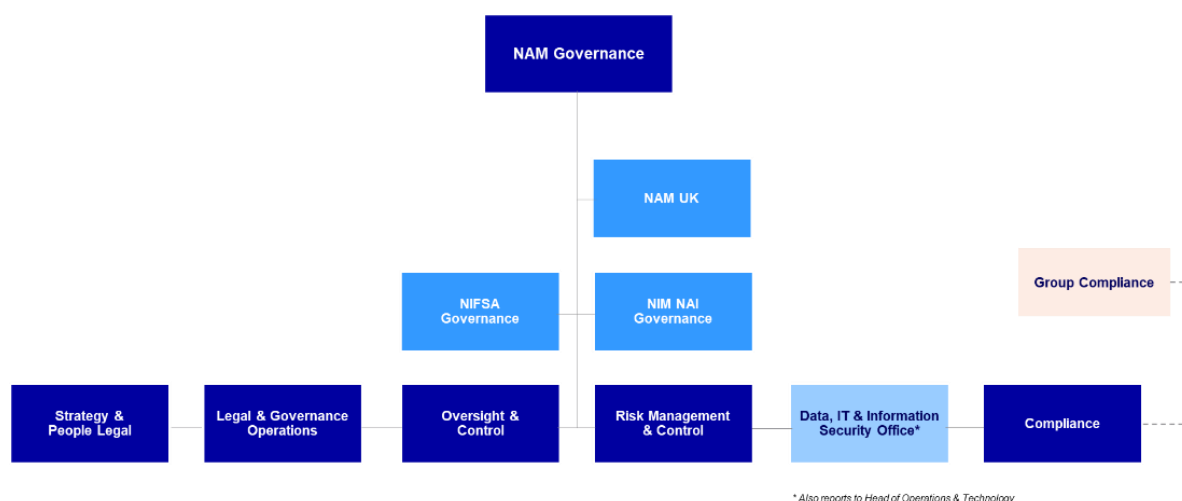 NAM Governance
NAM UK
Group Compliance
NIFSA
Governance
NIM NAI
Governance
Strategy &
People Legal
Legal & Governance
Operations
Oversight &
Control
Risk Management
& Control
Data, IT & Information
Security Office*
Compliance
* Also reports to Head of Operations & Technology